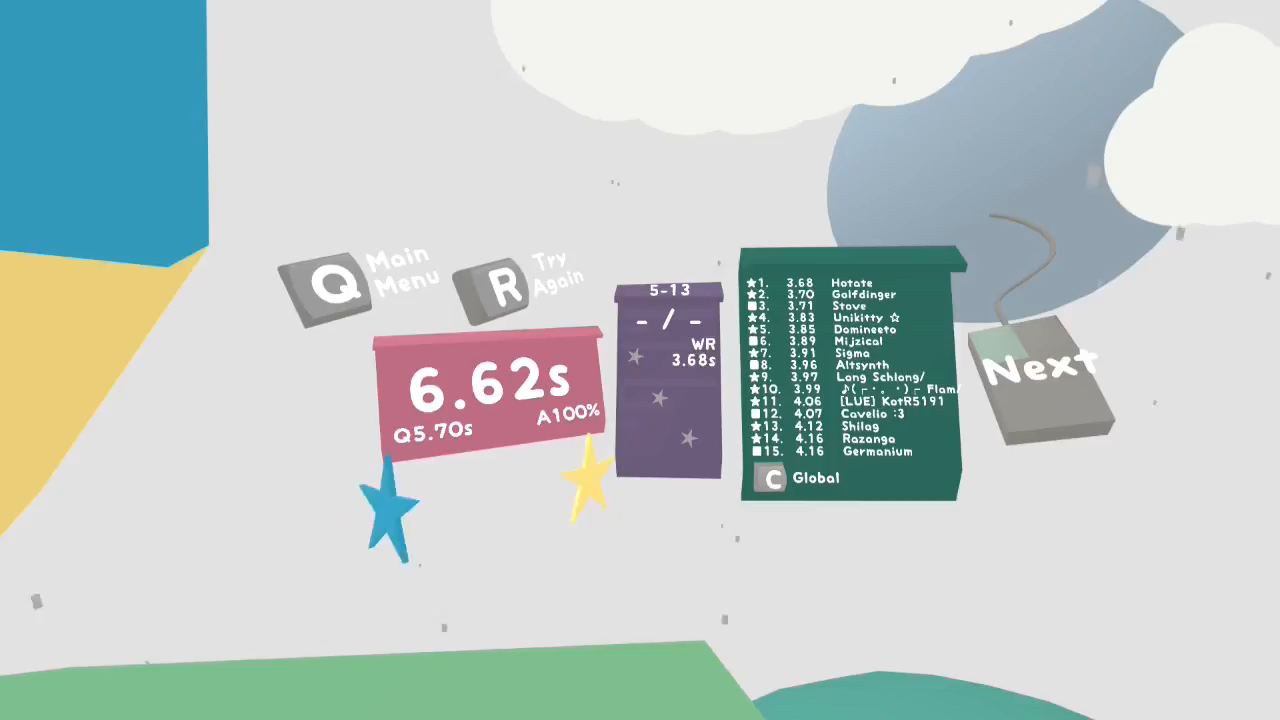 Q Main Menu
R Try Again
6.62s
Q5.70s
A100%
5-13
- / -
WR
3.68s
1. 3.68 Hotate
2. 3.70 Golfdinger
3. 3.71 Stove
4. 3.83 Unikitty ☆
5. 3.85 Domineeto
6. 3.89 Mijzical
7. 3.91 Sigma
8. 3.96 Altsynth
9. 3.97 Long Schlong/
10. 3.99 Flam/
11. 4.06 [LUE] KotR5191
12. 4.07 Cavelio :3
13. 4.12 Shilag
14. 4.16 Razanga
15. 4.16 Germanium
C Global
Next